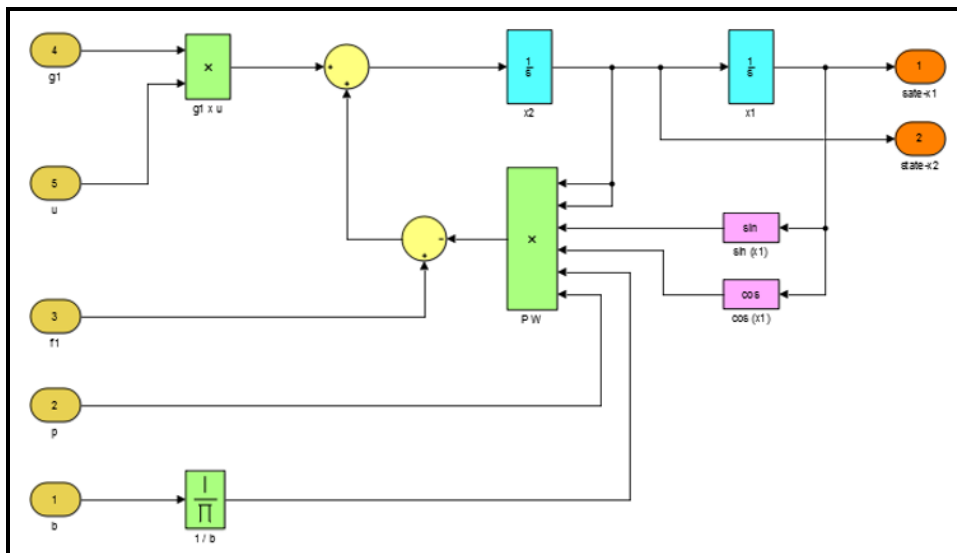 4
g1
×
g1 x u
+
+
1
s
x2
1
s
x1
1
sate-x1
2
state-x2
5
u
-
+
×
P W
sin
sin (x1)
cos
cos (x1)
3
f1
2
p
1
b
1
∏
1 / b